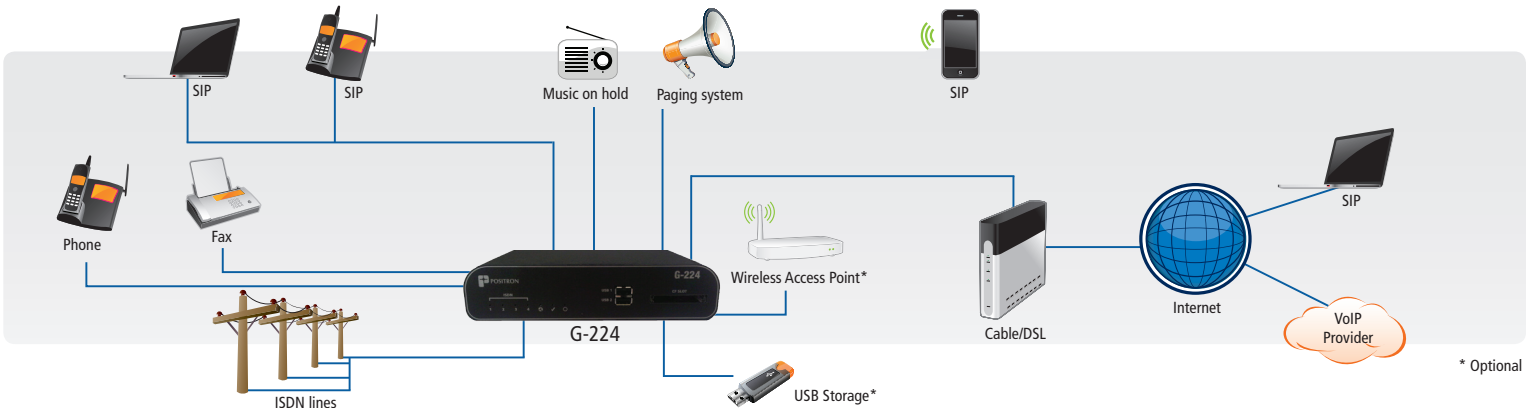 SIP
SIP
Music on hold
Paging system
SIP
SIP
Phone
Fax
POSITRON
G-224
Wireless Access Point*
G-224
Cable/DSL
Internet
VoIP
Provider
ISDN lines
USB Storage*
* Optional